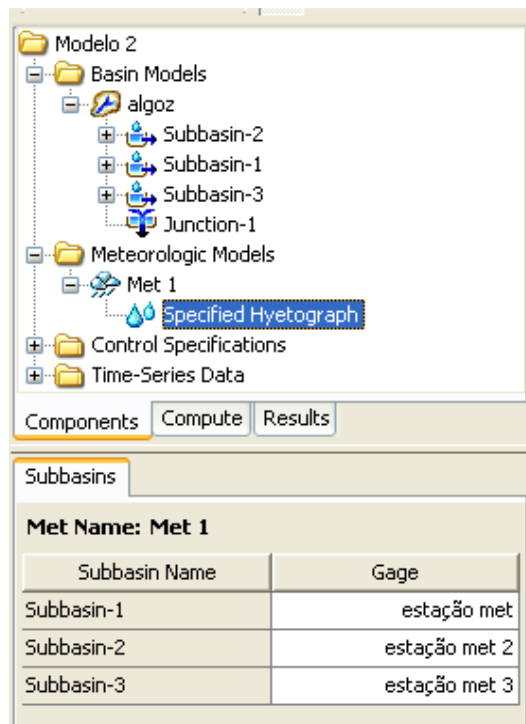 Modelo 2
Basin Models
algoz
Subbasin-2
Subbasin-1
Subbasin-3
Junction-1
Meteorologic Models
Met 1
Specified Hyetograph
Control Specifications
Time-Series Data
Components Compute Results
Subbasins
Met Name: Met 1
Subbasin Name Gage
Subbasin-1 estação met
Subbasin-2 estação met 2
Subbasin-3 estação met 3